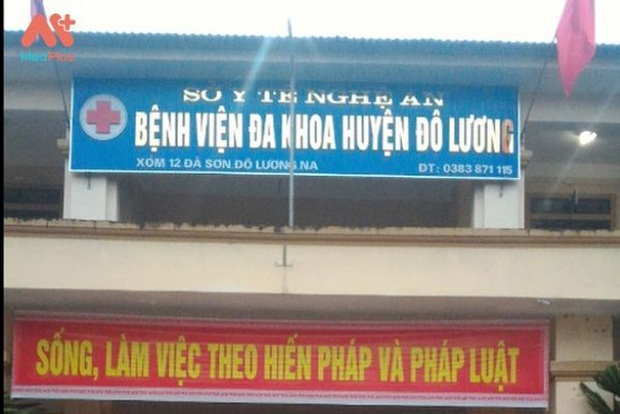 MedPlus
SỞ Y TẾ NGHỆ AN
BỆNH VIỆN ĐA KHOA HUYỆN ĐÔ LƯƠNG
XÓM 12 ĐÀ SƠN.ĐÔ LƯƠNG.NA
ĐT: 0383 871 115
SỐNG, LÀM VIỆC THEO HIẾN PHÁP VÀ PHÁP LUẬT